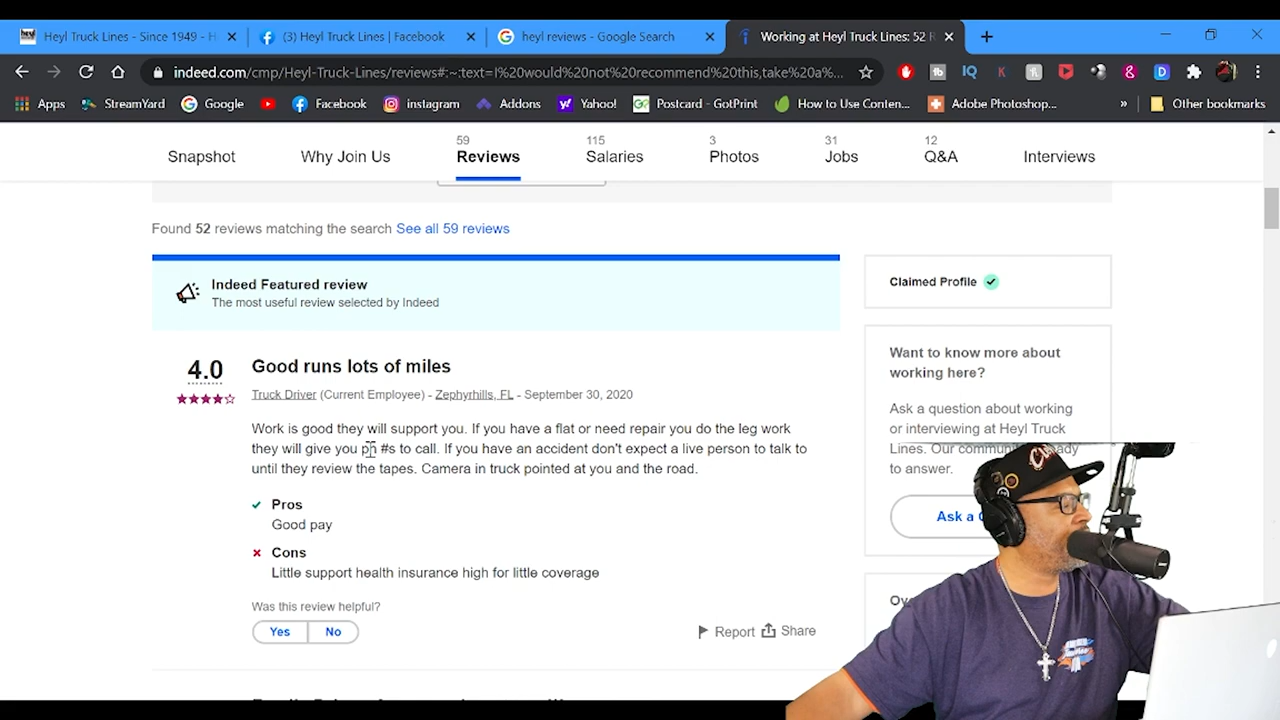 heyl Heyl Truck Lines - Since 1949 - H
(3) Heyl Truck Lines | Facebook
heyl reviews - Google Search
Working at Heyl Truck Lines: 52 R
indeed.com/cmp/Heyl-Truck-Lines/reviews#:~:text=I%20would%20not%20recommend%20this,take%20a%...
Apps StreamYard Google Facebook instagram Addons Yahoo! Postcard - GotPrint How to Use Conten... Adobe Photoshop... » Other bookmarks
59 115 3 31 12
Snapshot Why Join Us Reviews Salaries Photos Jobs Q&A Interviews
Found 52 reviews matching the search See all 59 reviews
Indeed Featured review
The most useful review selected by Indeed
Claimed Profile
4.0 Good runs lots of miles
Truck Driver (Current Employee) - Zephyrhills, FL - September 30, 2020
Work is good they will support you. If you have a flat or need repair you do the leg work
they will give you pn #s to call. If you have an accident don't expect a live person to talk to
until they review the tapes. Camera in truck pointed at you and the road.
Pros
Good pay
Cons
Little support health insurance high for little coverage
Was this review helpful?
Yes No
Report Share
Want to know more about
working here?
Ask a question about working
or interviewing at Heyl Truck
Lines. Our
to answer.
Ask a